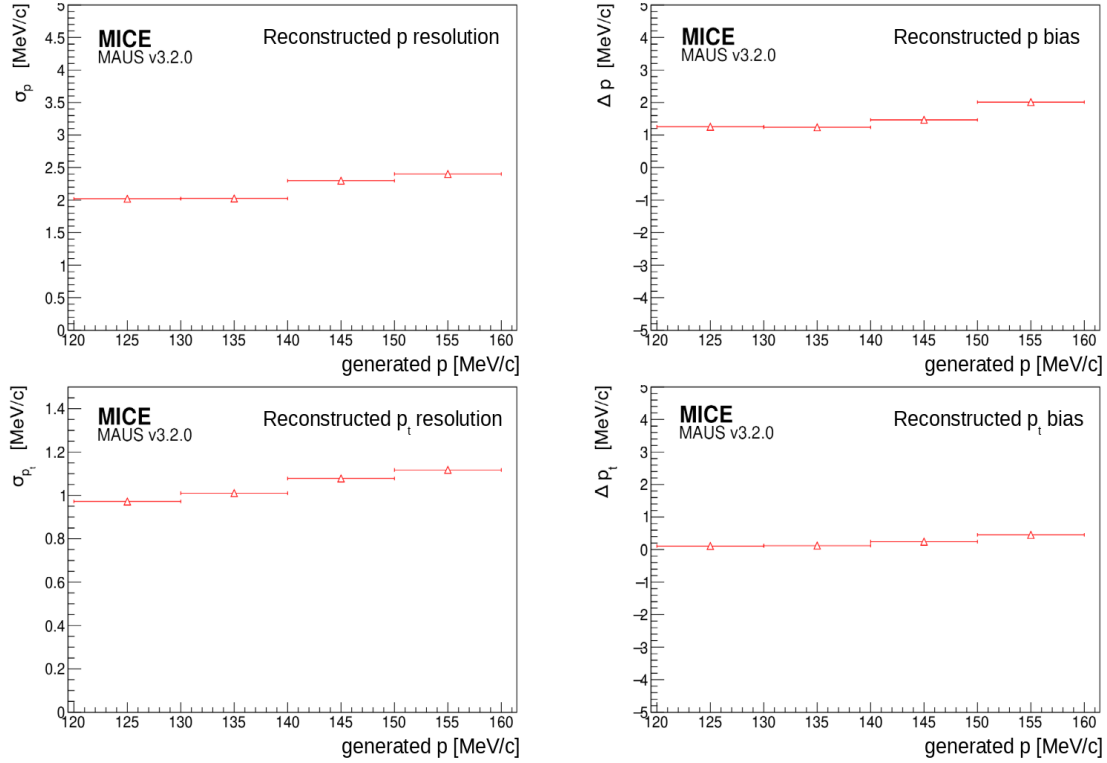 MICE
MAUS v3.2.0
Reconstructed p resolution
σp [MeV/c]
5
4.5
4
3.5
3
2.5
2
1.5
1
0.5
0
120 125 130 135 140 145 150 155 160
generated p [MeV/c]
MICE
MAUS v3.2.0
Reconstructed p bias
Δ p [MeV/c]
5
4
3
2
1
0
−1
−2
−3
−4
−5
120 125 130 135 140 145 150 155 160
generated p [MeV/c]
MICE
MAUS v3.2.0
Reconstructed pt resolution
σpt [MeV/c]
1.4
1.2
1
0.8
0.6
0.4
0.2
0
120 125 130 135 140 145 150 155 160
generated p [MeV/c]
MICE
MAUS v3.2.0
Reconstructed pt bias
Δ pt [MeV/c]
5
4
3
2
1
0
−1
−2
−3
−4
−5
120 125 130 135 140 145 150 155 160
generated p [MeV/c]